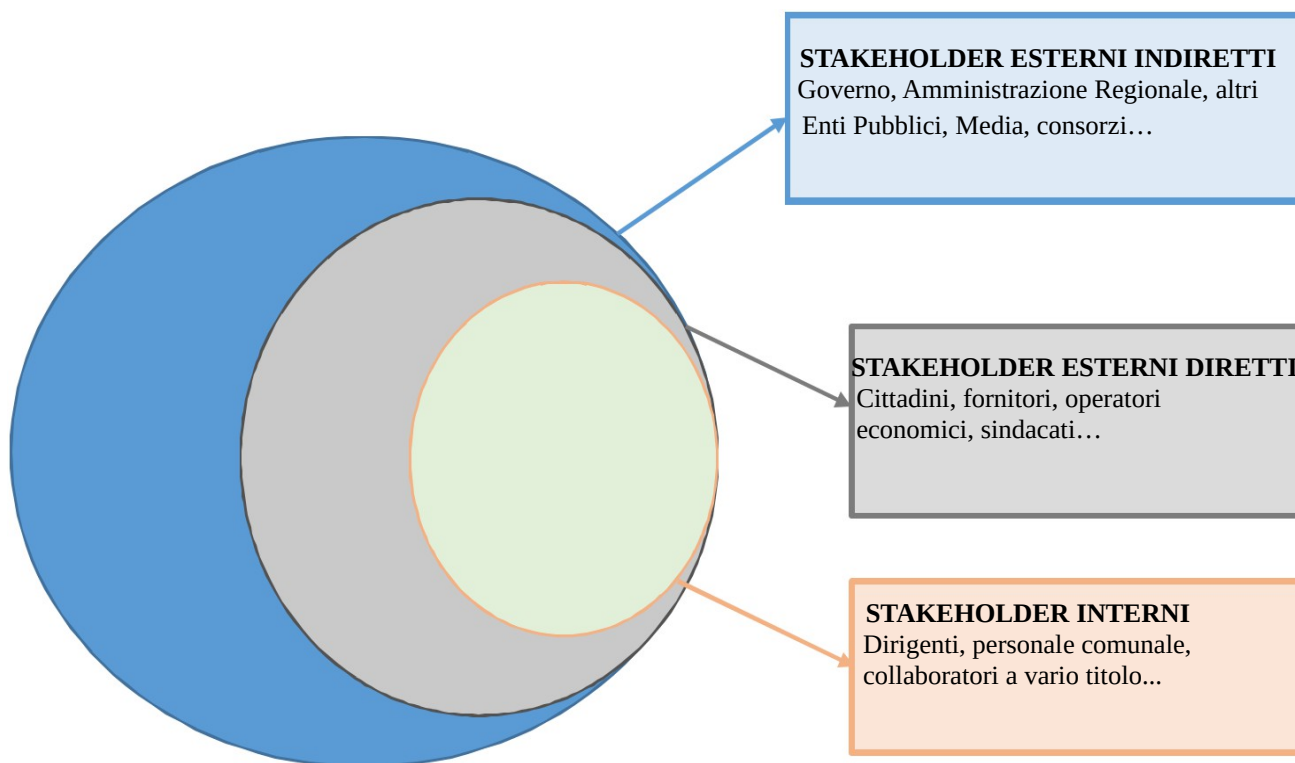 STAKEHOLDER ESTERNI INDIRETTI
Governo, Amministrazione Regionale, altri
Enti Pubblici, Media, consorzi…
STAKEHOLDER ESTERNI DIRETTI
Cittadini, fornitori, operatori
economici, sindacati…
STAKEHOLDER INTERNI
Dirigenti, personale comunale,
collaboratori a vario titolo...